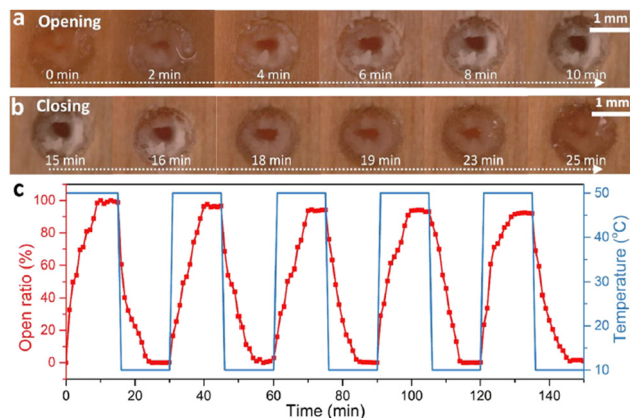 a Opening 1 mm
0 min 2 min 4 min 6 min 8 min 10 min
b Closing 1 mm
15 min 16 min 18 min 19 min 23 min 25 min
c
100
80
60
40
20
0
Open ratio (%)
50
40
30
20
10
Temperature (°C)
0 20 40 60 80 100 120 140
Time (min)